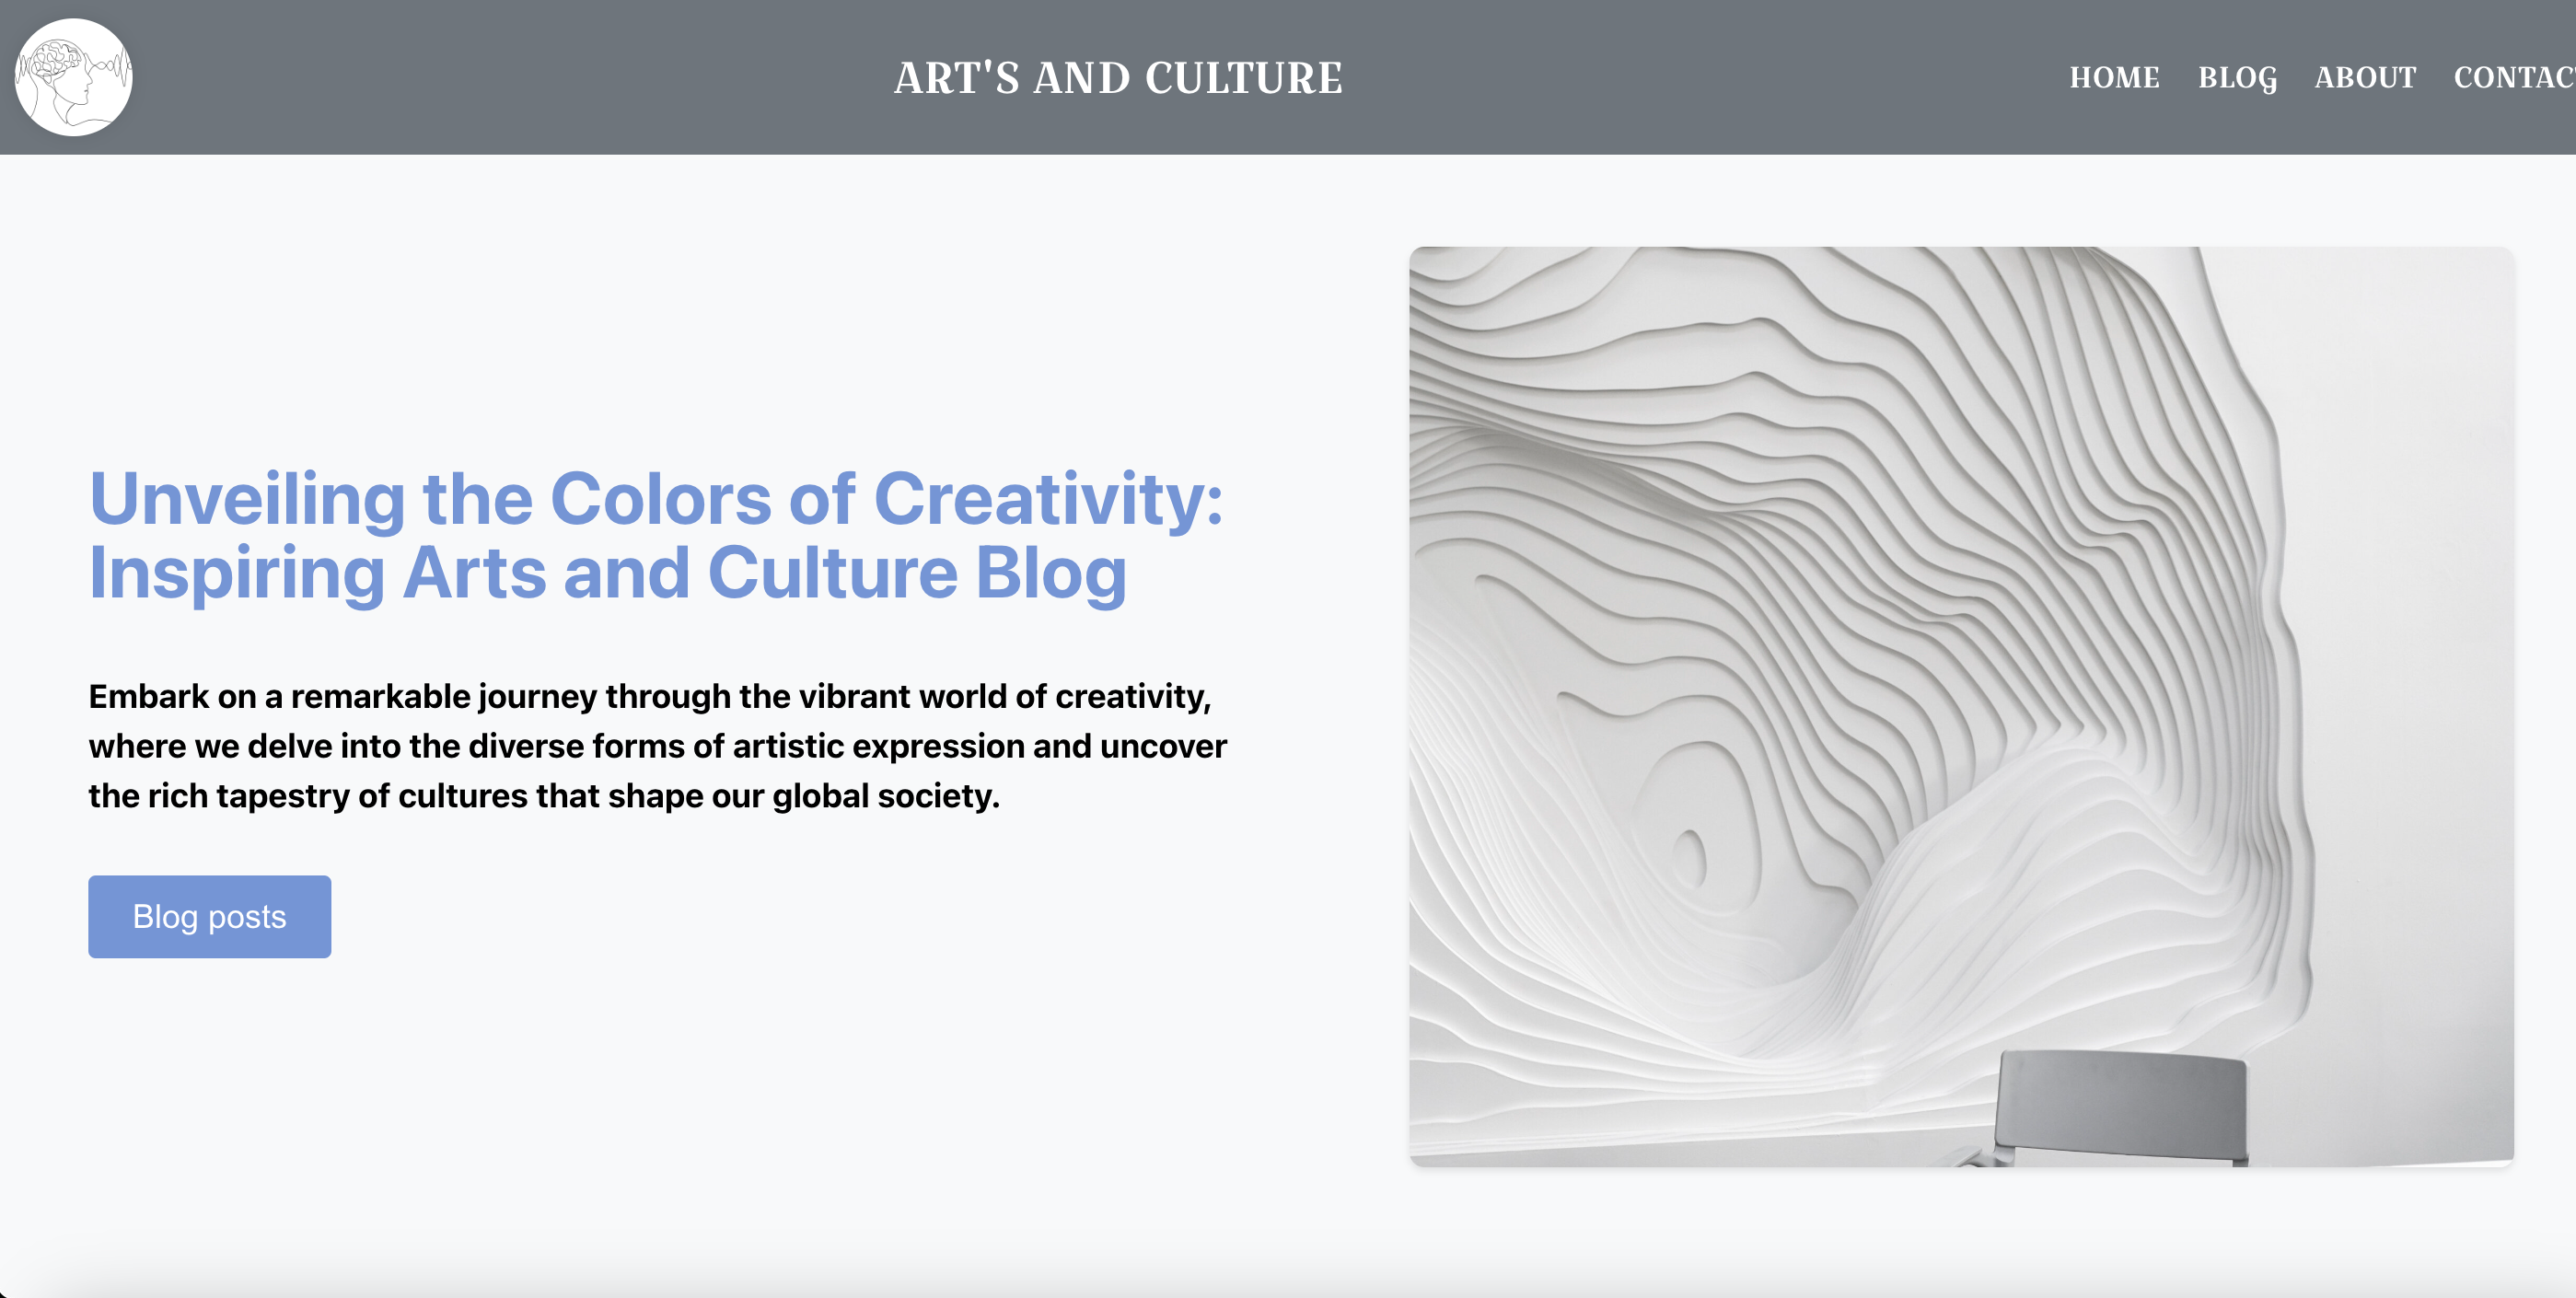 ART'S AND CULTURE
HOME BLOG ABOUT CONTAC
Unveiling the Colors of Creativity:
Inspiring Arts and Culture Blog
Embark on a remarkable journey through the vibrant world of creativity,
where we delve into the diverse forms of artistic expression and uncover
the rich tapestry of cultures that shape our global society.
Blog posts